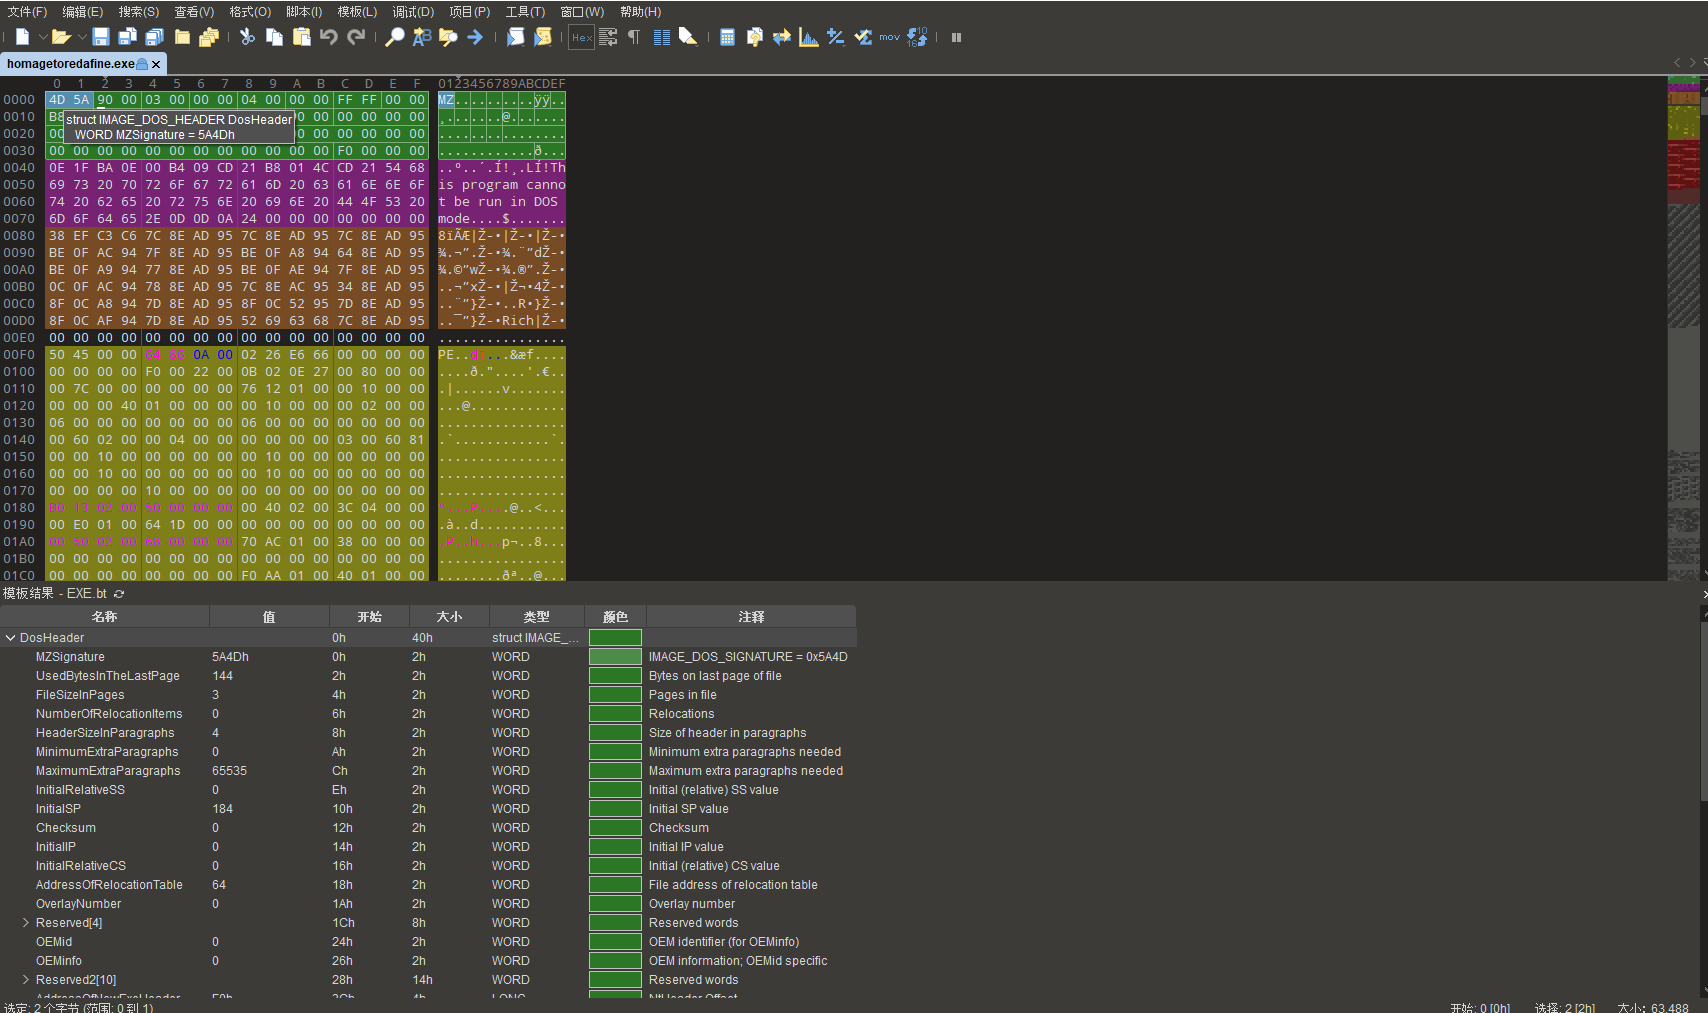 文件(F) 编辑(E) 搜索(S) 查看(V) 格式(O) 脚本(I) 模板(L) 调试(D) 项目(P) 工具(T) 窗口(W) 帮助(H)
Hex mov
homagetoredafine.exe
0 1 2 3 4 5 6 7 8 9 A B C D E F 0123456789ABCDEF
0000 4D 5A 90 00 03 00 00 00 04 00 00 00 FF FF 00 00 MZ..........ÿÿ..
0010 B8 00 00 00 00 00 ¸.......@.......
struct IMAGE_DOS_HEADER DosHeader
WORD MZSignature = 5A4Dh
0020 00 00 00 00 00 00 ................
0030 00 00 00 00 00 00 00 00 00 00 00 00 F0 00 00 00 ............ð...
0040 0E 1F BA 0E 00 B4 09 CD 21 B8 01 4C CD 21 54 68 ..º..´.Í!¸.LÍ!Th
0050 69 73 20 70 72 6F 67 72 61 6D 20 63 61 6E 6E 6F is program canno
0060 74 20 62 65 20 72 75 6E 20 69 6E 20 44 4F 53 20 t be run in DOS
0070 6D 6F 64 65 2E 0D 0D 0A 24 00 00 00 00 00 00 00 mode....$.......
0080 38 EF C3 C6 7C 8E AD 95 7C 8E AD 95 7C 8E AD 95 8ïÃÆ|Ž-•|Ž-•|Ž-•
0090 BE 0F AC 94 7F 8E AD 95 BE 0F A8 94 64 8E AD 95 ¾.¬”.Ž-•¾.¨”dŽ-•
00A0 BE 0F A9 94 77 8E AD 95 BE 0F AE 94 7F 8E AD 95 ¾.©”wŽ-•¾.®”.Ž-•
00B0 0C 0F AC 94 78 8E AD 95 7C 8E AC 95 34 8E AD 95 ..¬”xŽ-•|Ž¬•4Ž-•
00C0 8F 0C A8 94 7D 8E AD 95 8F 0C 52 95 7D 8E AD 95 ..¨”}Ž-•..R•}Ž-•
00D0 8F 0C AF 94 7D 8E AD 95 52 69 63 68 7C 8E AD 95 ..¯”}Ž-•Rich|Ž-•
00E0 00 00 00 00 00 00 00 00 00 00 00 00 00 00 00 00 ................
00F0 50 45 00 00 64 86 0A 00 02 26 E6 66 00 00 00 00 PE..d†...&æf....
0100 00 00 00 00 F0 00 22 00 0B 02 0E 27 00 80 00 00 ....ð."....'.€..
0110 00 7C 00 00 00 00 00 00 76 12 01 00 00 10 00 00 .|......v.......
0120 00 00 00 40 01 00 00 00 00 10 00 00 00 02 00 00 ...@............
0130 06 00 00 00 00 00 00 00 06 00 00 00 00 00 00 00 ................
0140 00 60 02 00 00 04 00 00 00 00 00 00 03 00 60 81 .`............`.
0150 00 00 10 00 00 00 00 00 00 10 00 00 00 00 00 00 ................
0160 00 00 10 00 00 00 00 00 00 10 00 00 00 00 00 00 ................
0170 00 00 00 00 10 00 00 00 00 00 00 00 00 00 00 00 ................
0180 02 00 50 00 00 00 00 40 02 00 3C 04 00 00 ....P....@..<...
0190 00 E0 01 00 64 1D 00 00 00 00 00 00 00 00 00 00 .à..d...........
01A0 00 50 02 00 68 00 00 00 70 AC 01 00 38 00 00 00 .P..h...p¬..8...
01B0 00 00 00 00 00 00 00 00 00 00 00 00 00 00 00 00 ................
01C0 00 00 00 00 00 00 00 00 F0 AA 01 00 40 01 00 00 ........ðª..@...
模板结果 - EXE.bt
名称 值 开始 大小 类型 颜色 注释
DosHeader 0h 40h struct IMAGE_...
MZSignature 5A4Dh 0h 2h WORD IMAGE_DOS_SIGNATURE = 0x5A4D
UsedBytesInTheLastPage 144 2h 2h WORD Bytes on last page of file
FileSizeInPages 3 4h 2h WORD Pages in file
NumberOfRelocationItems 0 6h 2h WORD Relocations
HeaderSizeInParagraphs 4 8h 2h WORD Size of header in paragraphs
MinimumExtraParagraphs 0 Ah 2h WORD Minimum extra paragraphs needed
MaximumExtraParagraphs 65535 Ch 2h WORD Maximum extra paragraphs needed
InitialRelativeSS 0 Eh 2h WORD Initial (relative) SS value
InitialSP 184 10h 2h WORD Initial SP value
Checksum 0 12h 2h WORD Checksum
InitialIP 0 14h 2h WORD Initial IP value
InitialRelativeCS 0 16h 2h WORD Initial (relative) CS value
AddressOfRelocationTable 64 18h 2h WORD File address of relocation table
OverlayNumber 0 1Ah 2h WORD Overlay number
Reserved[4] 1Ch 8h WORD Reserved words
OEMid 0 24h 2h WORD OEM identifier (for OEMinfo)
OEMinfo 0 26h 2h WORD OEM information; OEMid specific
Reserved2[10] 28h 14h WORD Reserved words
AddressOfNewExeHeader F0h 3Ch 4h LONG NtHeader Offset
选定: 2 个字节 (范围: 0 到 1) 开始: 0 [0h] 选择: 2 [2h] 大小: 63,488